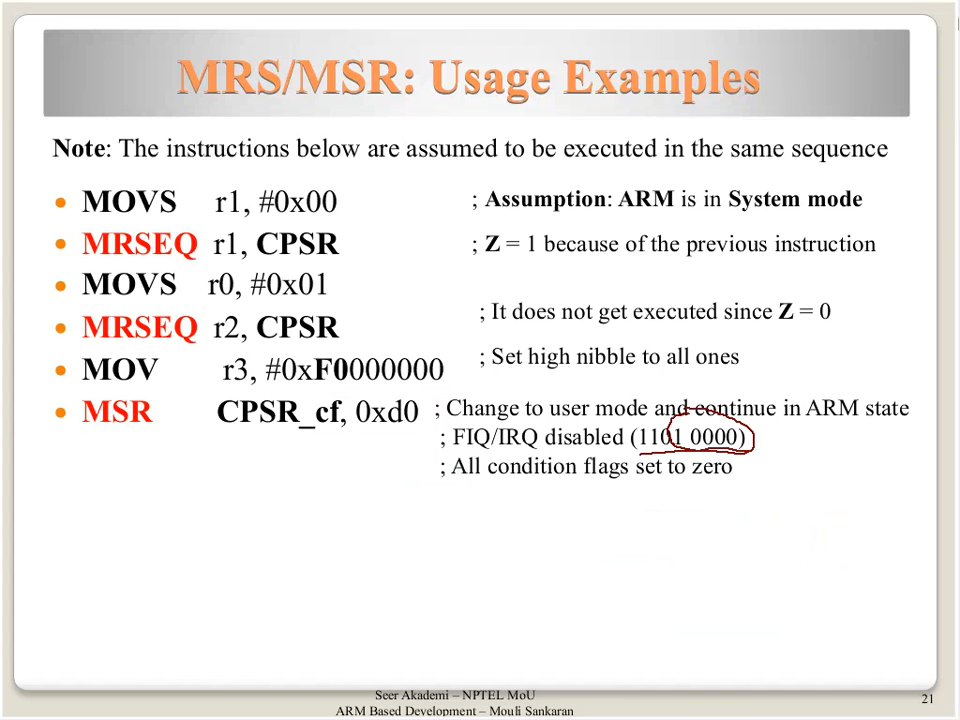 MRS/MSR: Usage Examples
Note: The instructions below are assumed to be executed in the same sequence
MOVS r1, #0x00 ; Assumption: ARM is in System mode
MRSEQ r1, CPSR ; Z = 1 because of the previous instruction
MOVS r0, #0x01
MRSEQ r2, CPSR ; It does not get executed since Z = 0
MOV r3, #0xF0000000 ; Set high nibble to all ones
MSR CPSR_cf, 0xd0 ; Change to user mode and continue in ARM state
; FIQ/IRQ disabled (1101 0000)
; All condition flags set to zero
Seer Akademi – NPTEL MoU
ARM Based Development – Mouli Sankaran
21